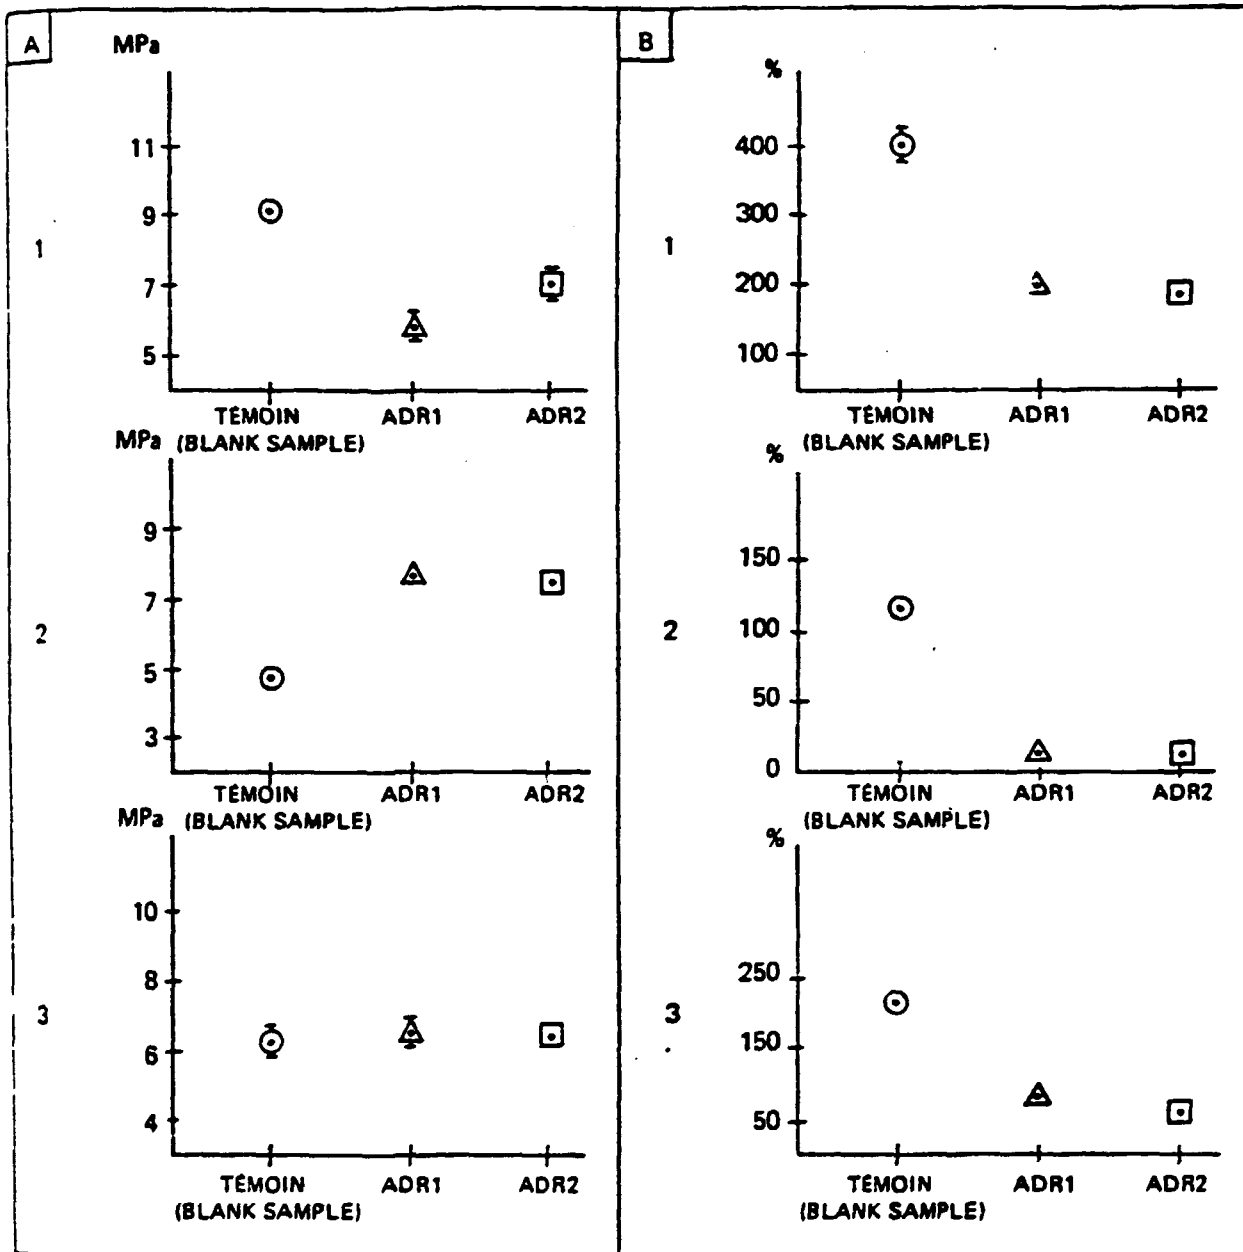 A
MPa
11
9
1
7
5
TÉMOIN ADR1 ADR2
(BLANK SAMPLE)
MPa
9
7
2
5
3
TÉMOIN ADR1 ADR2
(BLANK SAMPLE)
MPa
10
8
3
6
4
TÉMOIN ADR1 ADR2
(BLANK SAMPLE)
B
%
400
300
1
200
100
TÉMOIN ADR1 ADR2
(BLANK SAMPLE)
%
150
2
100
50
0
TÉMOIN ADR1 ADR2
(BLANK SAMPLE)
%
250
3
150
50
TÉMOIN ADR1 ADR2
(BLANK SAMPLE)